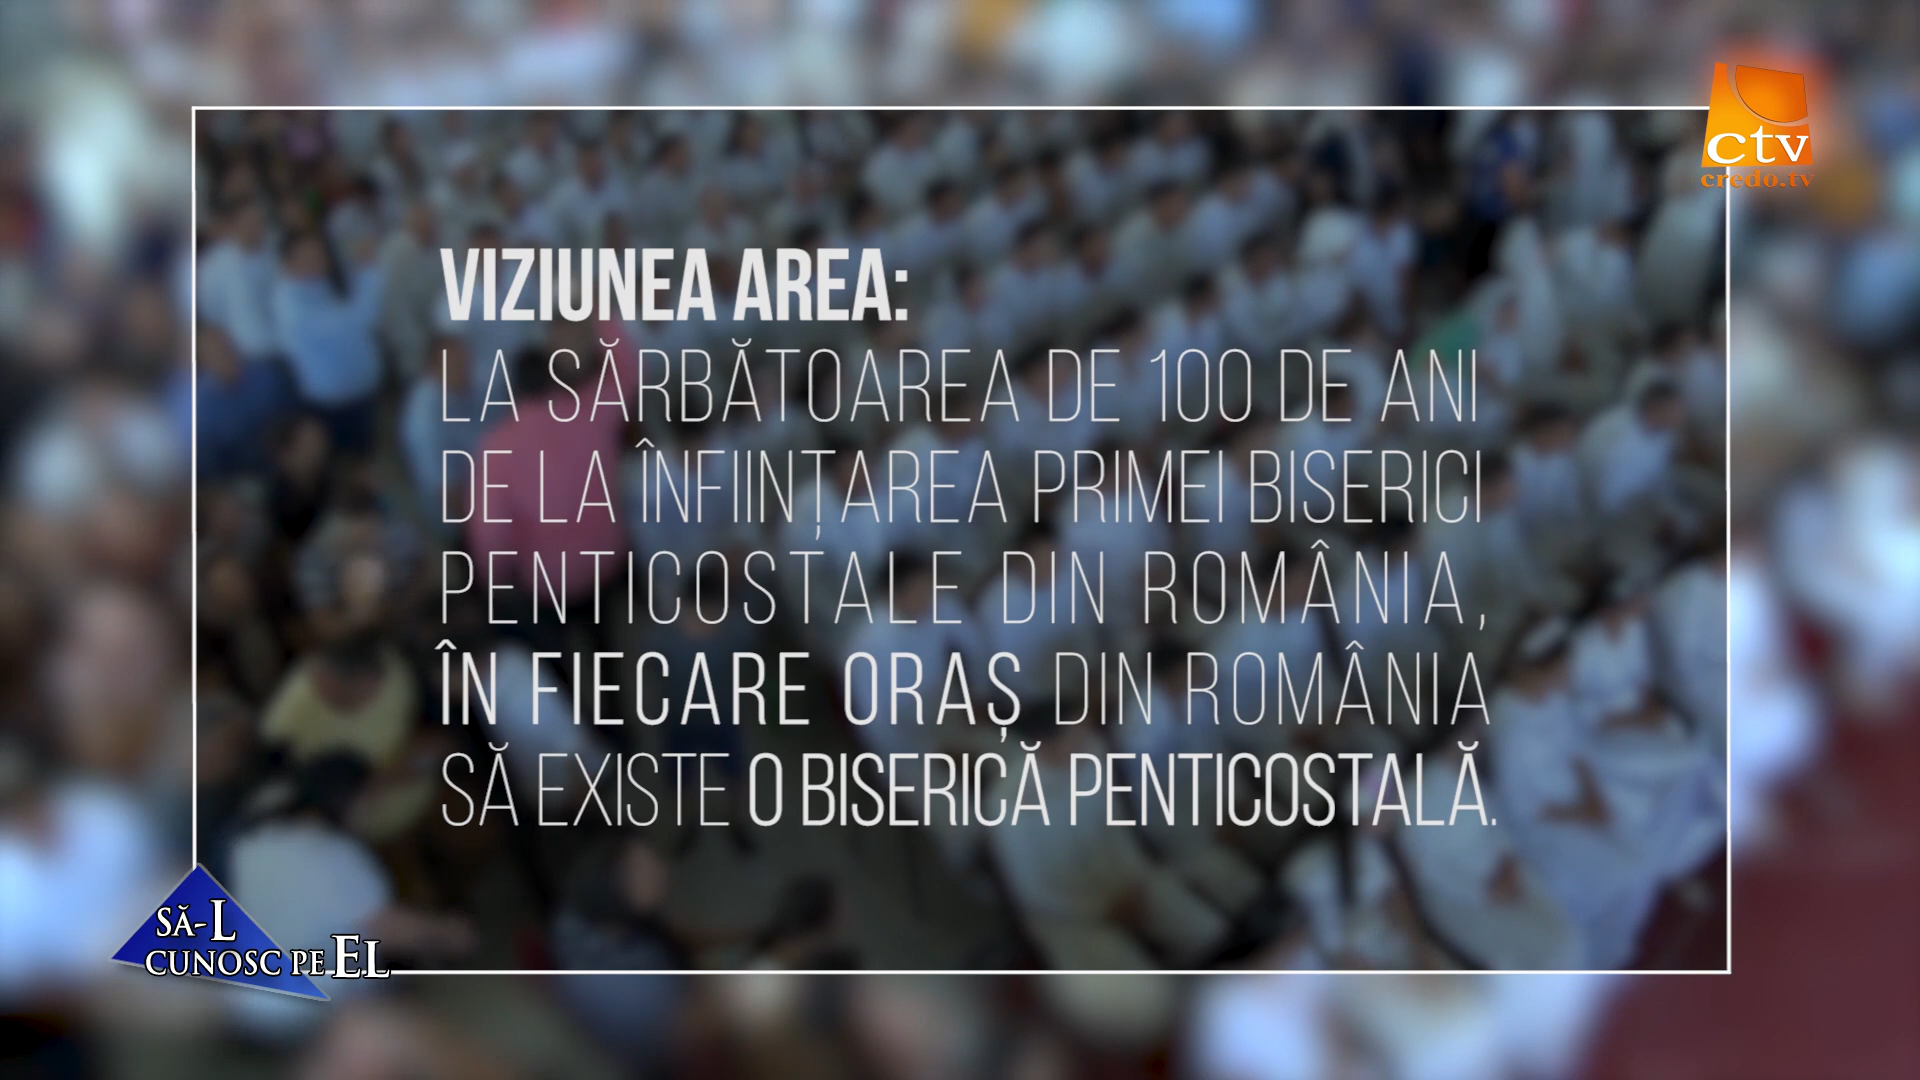 ctv
credo.tv
VIZIUNEA AREA:
LA SĂRBĂTOAREA DE 100 DE ANI
DE LA ÎNFIINȚAREA PRIMEI BISERICI
PENTICOSTALE DIN ROMÂNIA,
ÎN FIECARE ORAȘ DIN ROMÂNIA
SĂ EXISTE O BISERICĂ PENTICOSTALĂ.
SĂ-L
CUNOSC PE EL